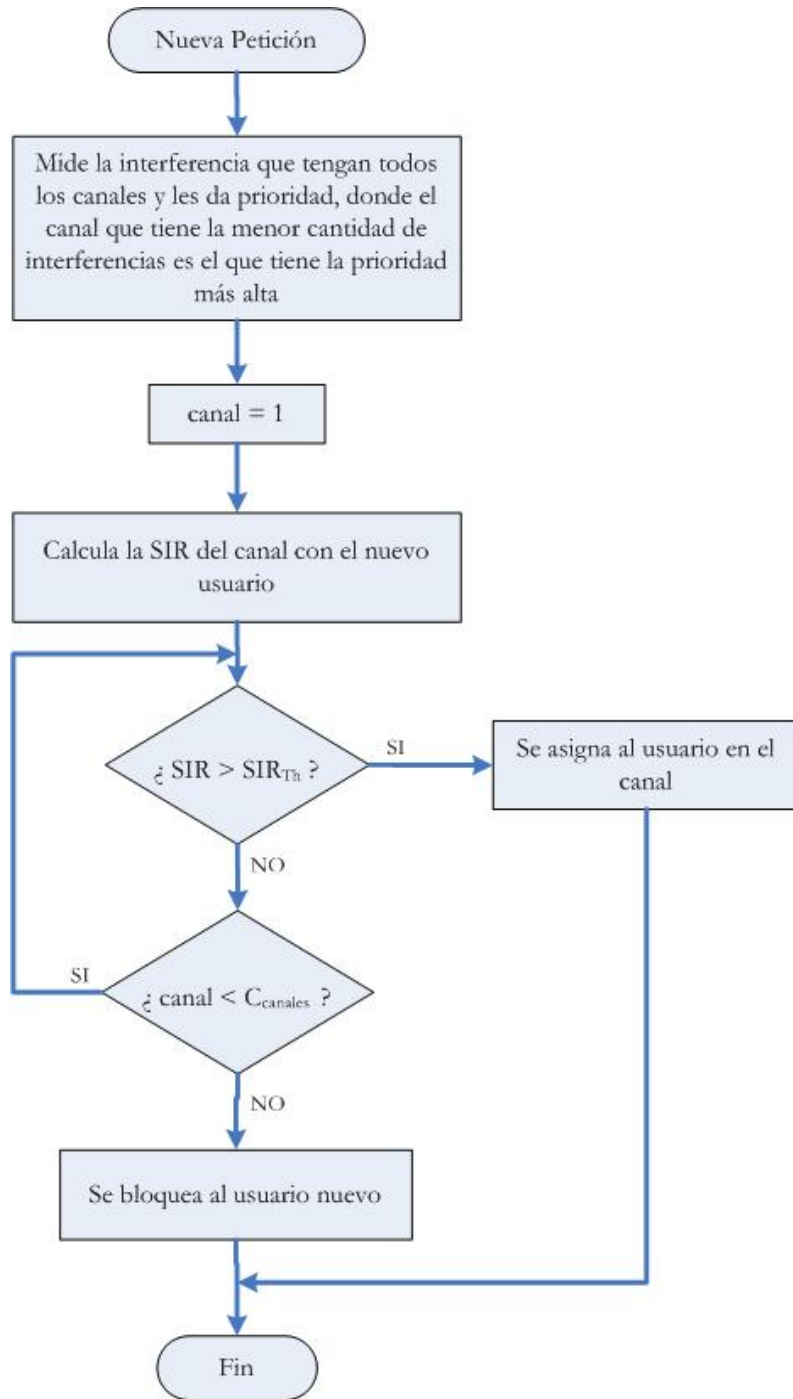 Nueva Petición
Mide la interferencia que tengan todos
los canales y les da prioridad, donde el
canal que tiene la menor cantidad de
interferencias es el que tiene la prioridad
más alta
canal = 1
Calcula la SIR del canal con el nuevo
usuario
¿ SIR > SIR_Th ?
SI
Se asigna al usuario en el
canal
NO
¿ canal < C_canales ?
SI
NO
Se bloquea al usuario nuevo
Fin